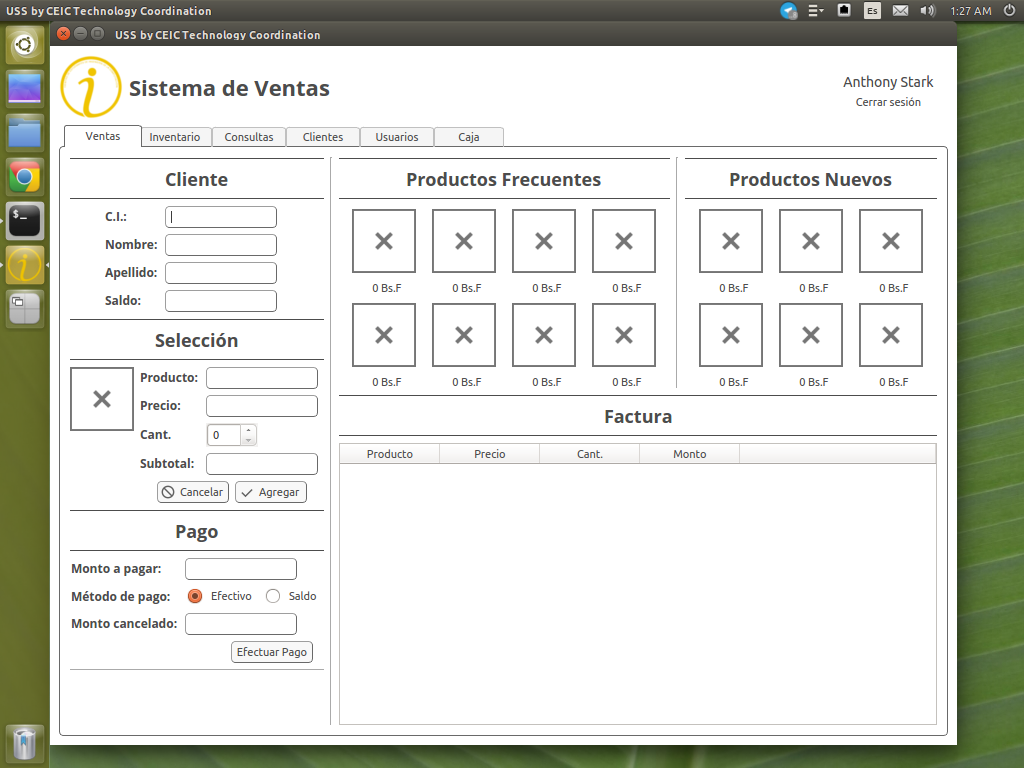 USS by CEIC Technology Coordination
Es
1:27 AM
USS by CEIC Technology Coordination
Sistema de Ventas
Anthony Stark
Cerrar sesión
Ventas Inventario Consultas Clientes Usuarios Caja
Cliente
C.I.:
Nombre:
Apellido:
Saldo:
Selección
Producto:
Precio:
Cant. 0
Subtotal:
Cancelar Agregar
Pago
Monto a pagar:
Método de pago: Efectivo Saldo
Monto cancelado:
Efectuar Pago
Productos Frecuentes
0 Bs.F 0 Bs.F 0 Bs.F 0 Bs.F
0 Bs.F 0 Bs.F 0 Bs.F 0 Bs.F
Productos Nuevos
0 Bs.F 0 Bs.F 0 Bs.F
0 Bs.F 0 Bs.F 0 Bs.F
Factura
Producto Precio Cant. Monto